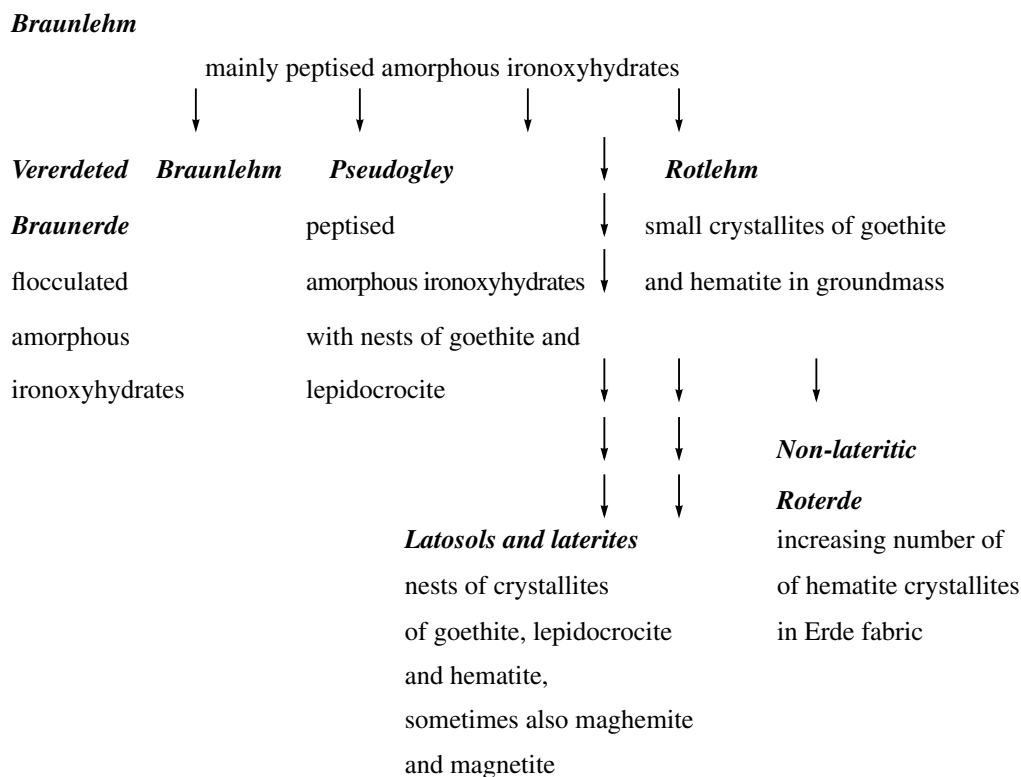 Braunlehm
mainly peptised amorphous ironoxyhydrates
Vererdeted Braunlehm Pseudogley Rotlehm
Braunerde peptised small crystallites of goethite
flocculated amorphous ironoxyhydrates and hematite in groundmass
amorphous with nests of goethite and
ironoxyhydrates lepidocrocite
Non-lateritic
Roterde
Latosols and laterites increasing number of
nests of crystallites of hematite crystallites
of goethite, lepidocrocite in Erde fabric
and hematite,
sometimes also maghemite
and magnetite